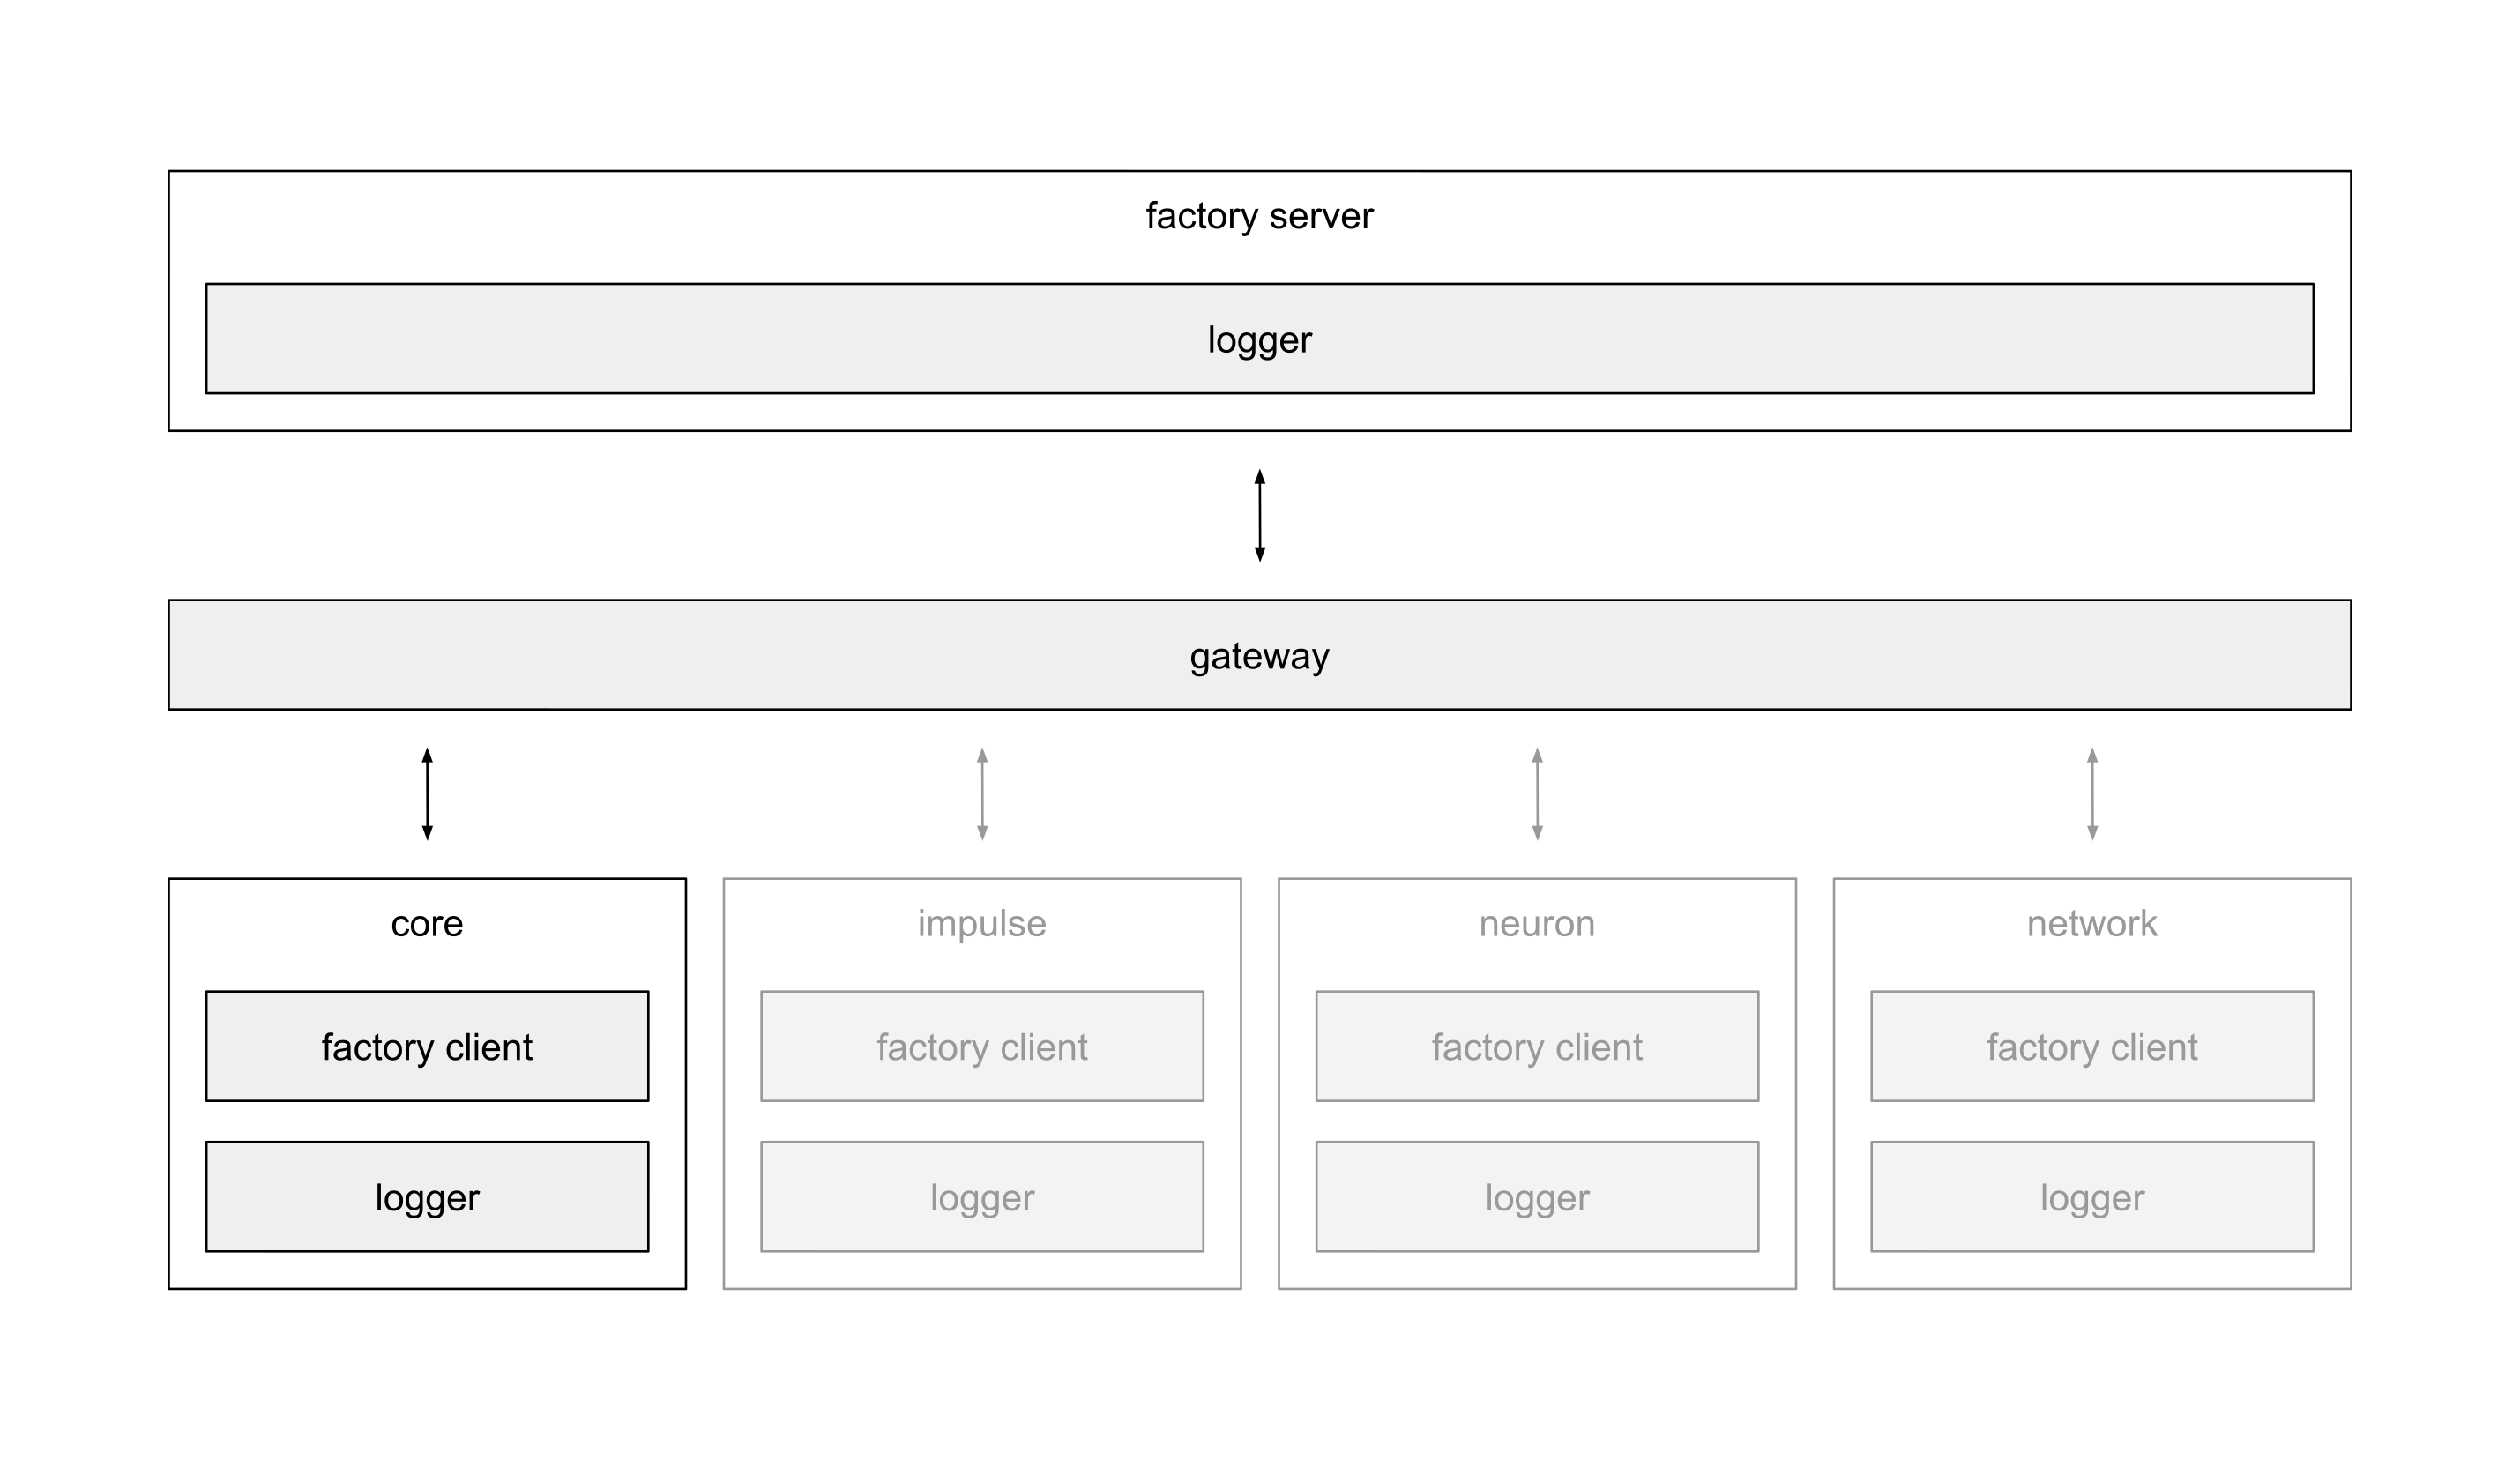 factory server
logger
gateway
core
impulse
neuron
network
factory client
factory client
factory client
factory client
logger
logger
logger
logger